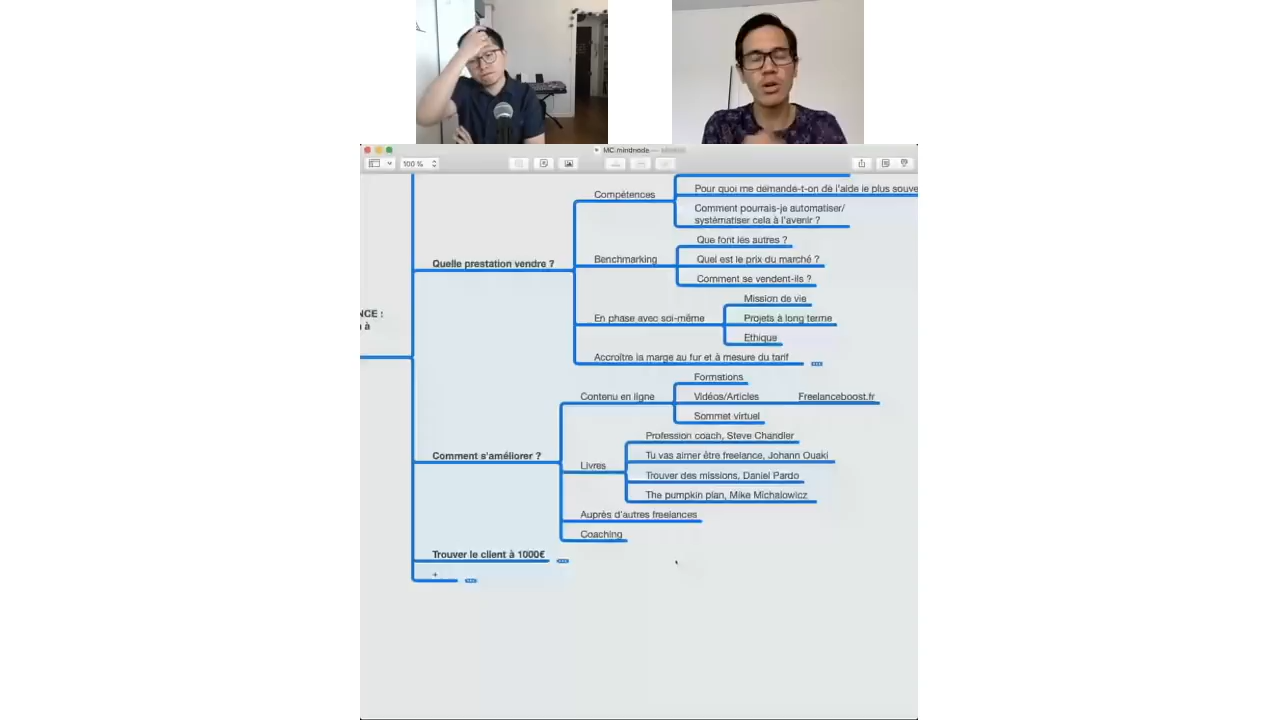 MC.mindnode
100 %
Compétences
Pour quoi me demande-t-on de l'aide le plus souve
Comment pourrais-je automatiser/
systématiser cela à l'avenir ?
Quelle prestation vendre ?
Benchmarking
Que font les autres ?
Quel est le prix du marché ?
Comment se vendent-ils ?
En phase avec soi-même
Mission de vie
Projets à long terme
Ethique
Accroître la marge au fur et à mesure du tarif
NCE :
à
Comment s'améliorer ?
Contenu en ligne
Formations
Vidéos/Articles
Freelanceboost.fr
Sommet virtuel
Livres
Profession coach, Steve Chandler
Tu vas aimer être freelance, Johann Ouaki
Trouver des missions, Daniel Pardo
The pumpkin plan, Mike Michalowicz
Auprès d'autres freelances
Coaching
Trouver le client à 1000€
+